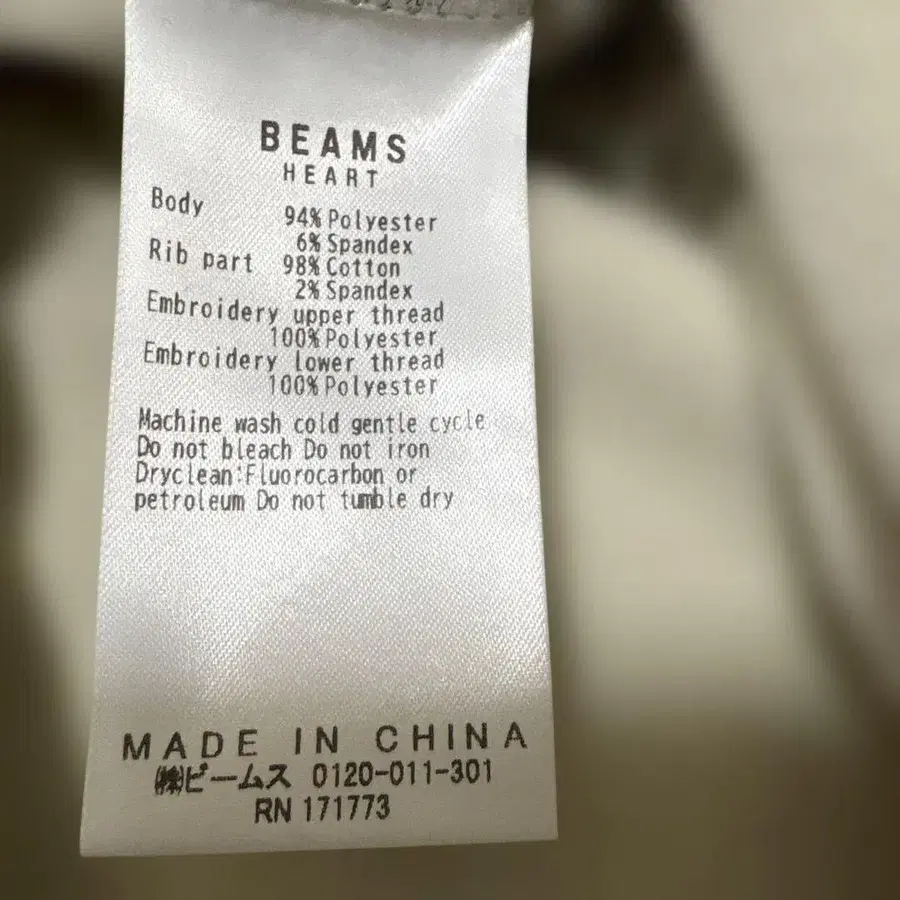 BEAMS
HEART
Body
94% Polyester
6% Spandex
Rib part 98% Cotton
2% Spandex
Embroidery upper thread
100% Polyester
Embroidery lower thread
100% Polyester
Machine wash cold gentle cycle
Do not bleach Do not iron
Dryclean:Fluorocarbon or
petroleum Do not tumble dry
MADE IN CHINA
㈱ビームス 0120-011-301
RN 171773